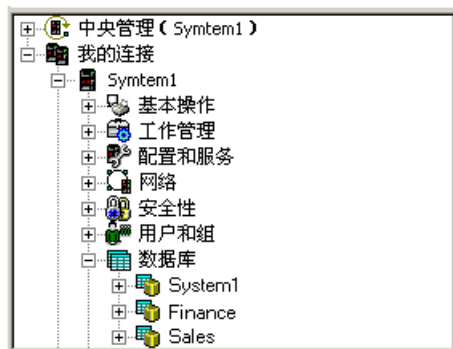 中央管理( Symtem1 )
我的连接
Symtem1
基本操作
工作管理
配置和服务
网络
安全性
用户和组
数据库
System1
Finance
Sales